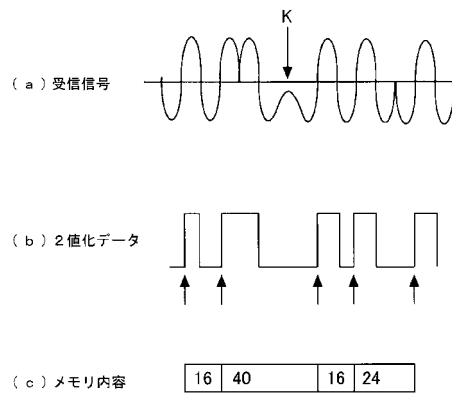 K
( a ) 受信信号
( b ) 2値化データ
( c ) メモリ内容
16 40 16 24